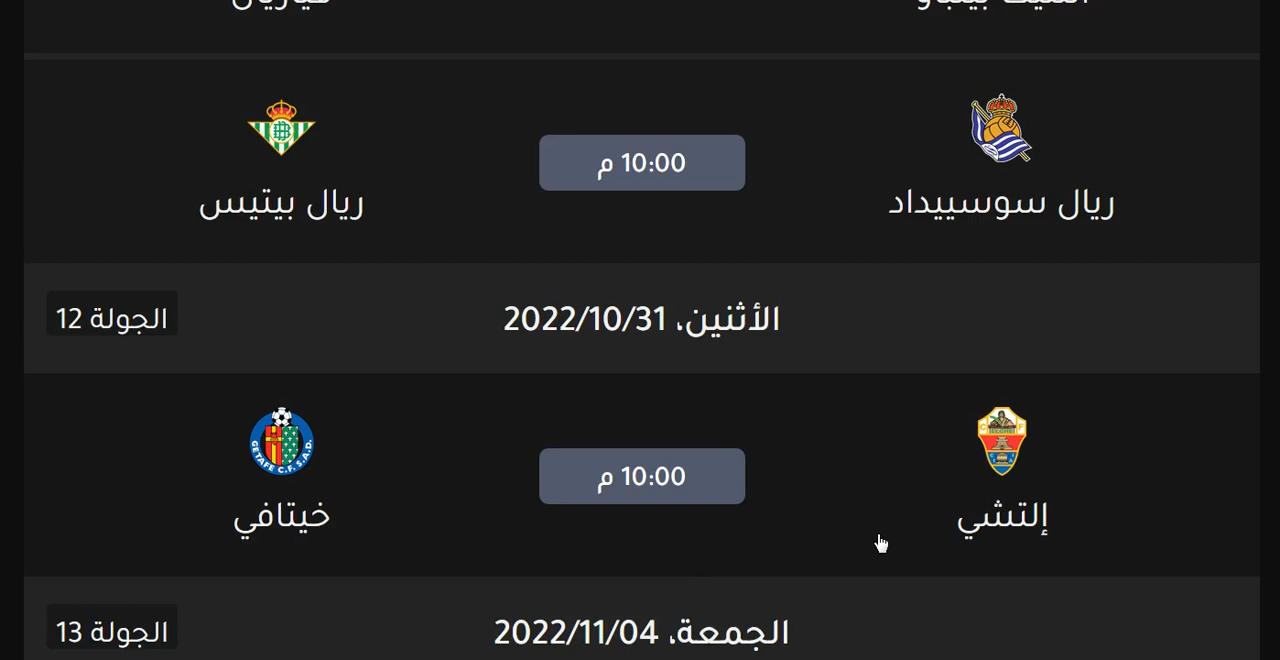 ريال سوسييداد
10:00 م
ريال بيتيس
الأثنين، 2022/10/31
الجولة 12
إلتشي
10:00 م
خيتافي
GETAFE C.F. S.A.D.
الجمعة، 2022/11/04
الجولة 13